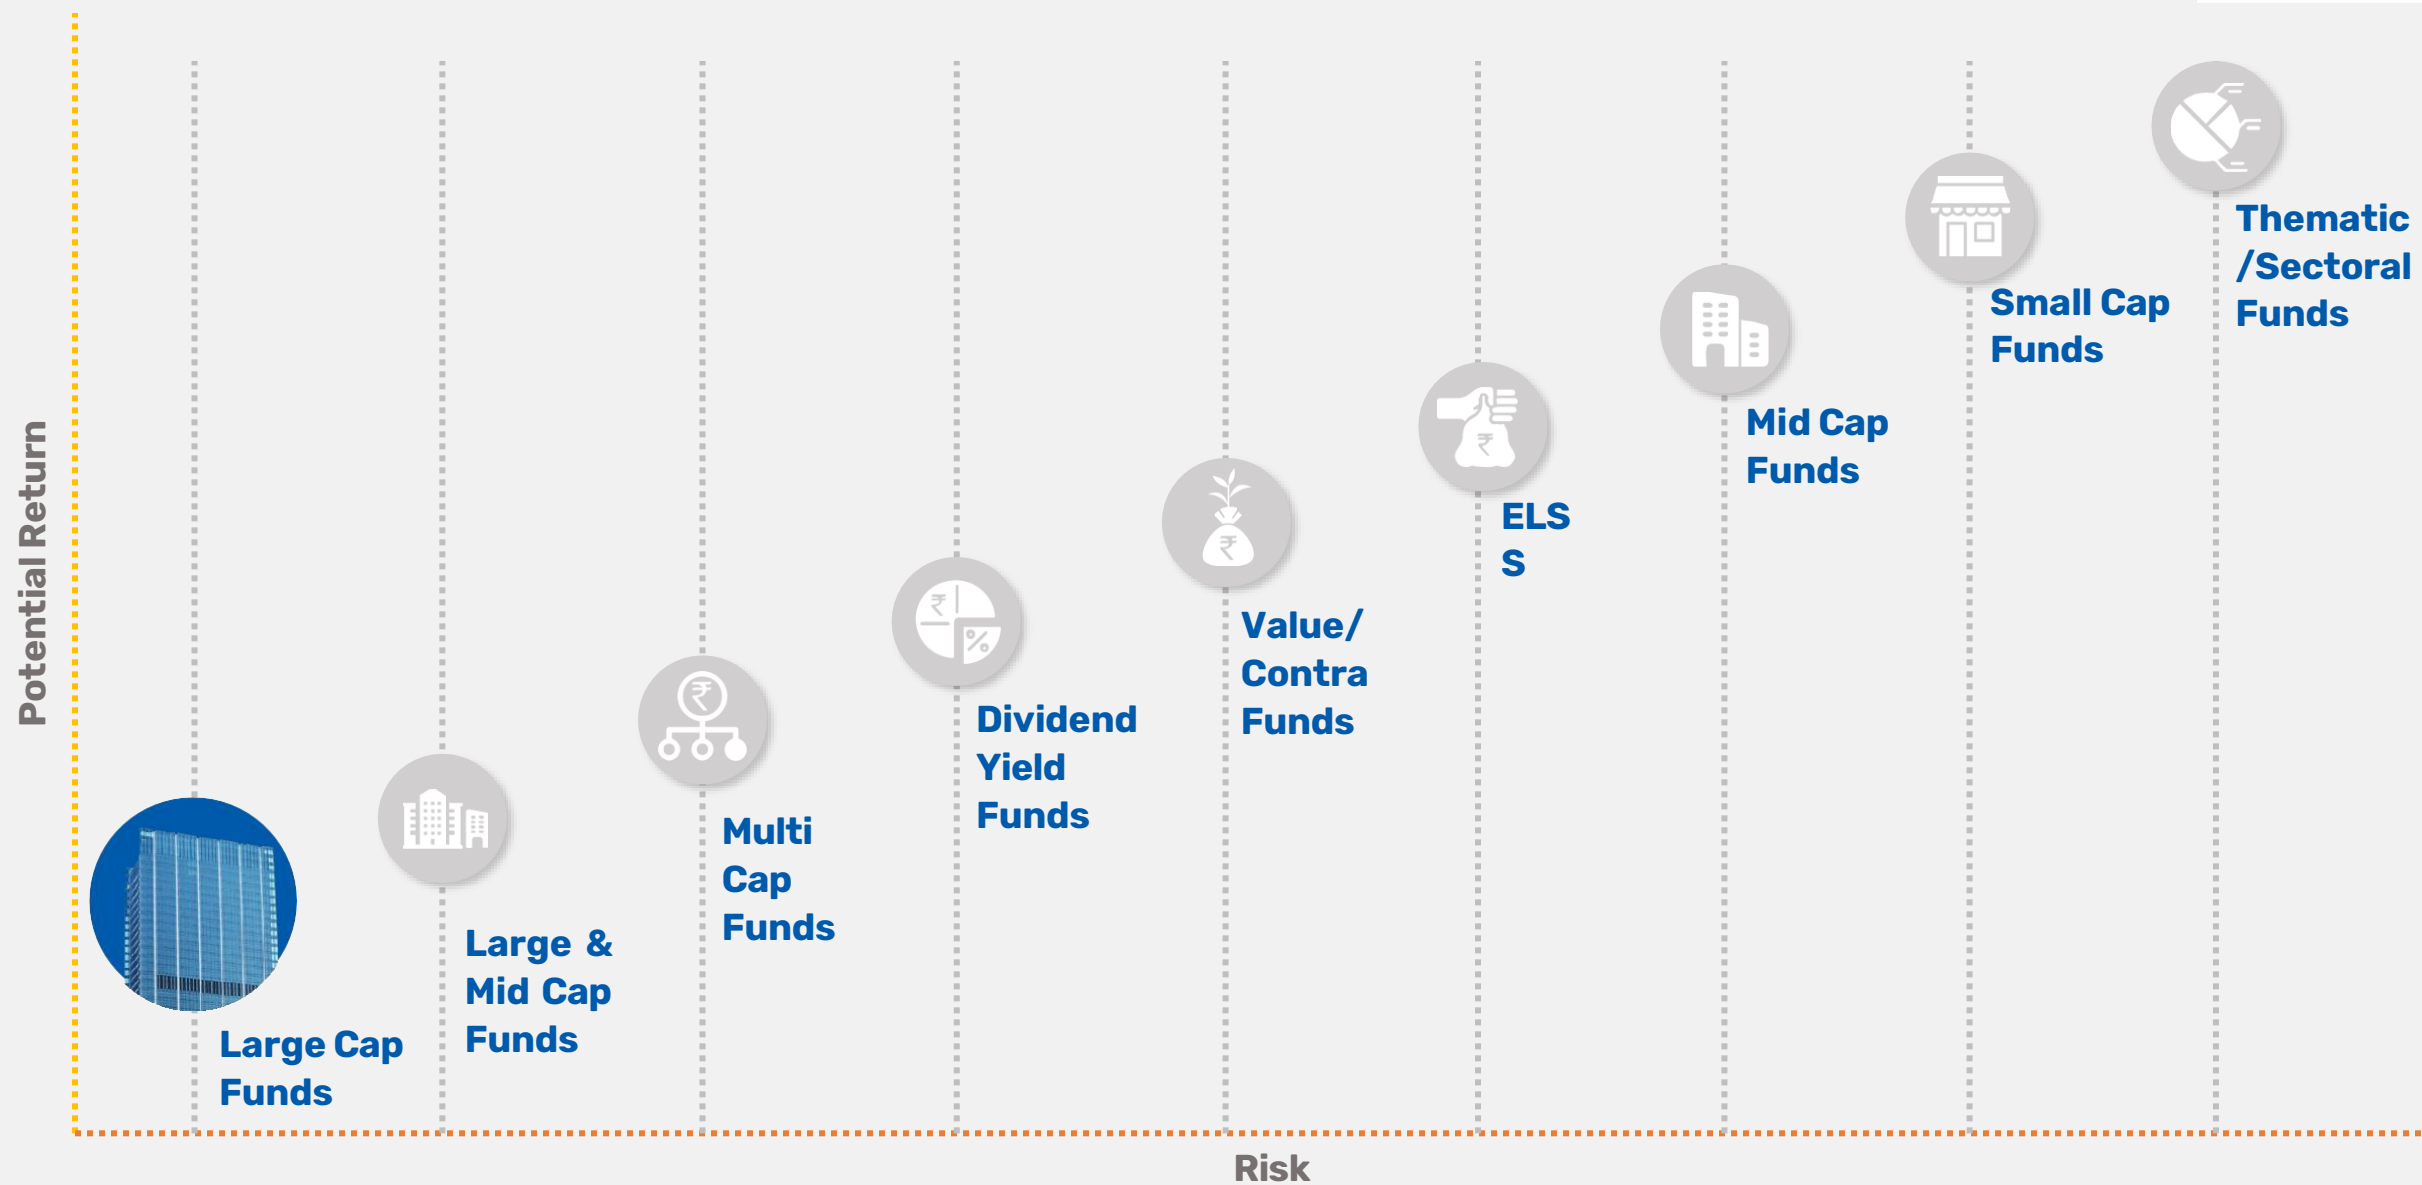 Potential Return
Large Cap
Funds
Large & 
Mid Cap
Funds
Multi
Cap
Funds
Dividend
Yield
Funds
Value/
Contra
Funds
ELS
S
Mid Cap
Funds
Small Cap
Funds
Thematic
/Sectoral
Funds
Risk
₹
₹
%
₹
₹